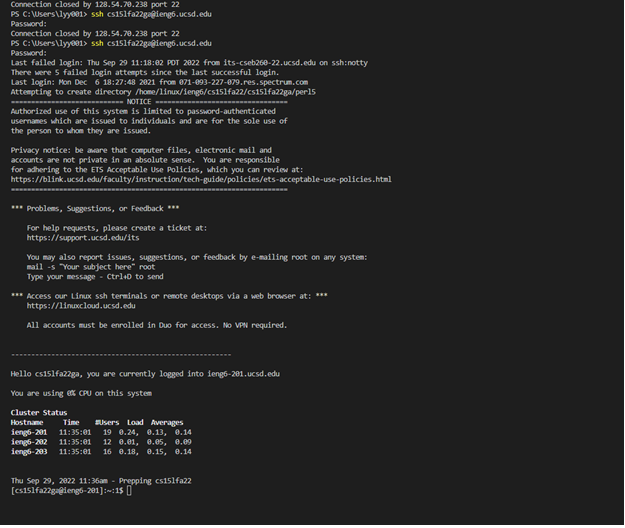 Connection closed by 128.54.70.238 port 22
PS C:\Users\lyy001> ssh cs15lfa22ga@ieng6.ucsd.edu
Password:
Connection closed by 128.54.70.238 port 22
PS C:\Users\lyy001> ssh cs15lfa22ga@ieng6.ucsd.edu
Password:
Last failed login: Thu Sep 29 11:18:02 PDT 2022 from its-cseb260-22.ucsd.edu on ssh:notty
There were 5 failed login attempts since the last successful login.
Last login: Mon Dec  6 18:27:48 2021 from 071-093-227-079.res.spectrum.com
Attempting to create directory /home/linux/ieng6/cs15lfa22/cs15lfa22ga/perl5
============================ NOTICE =================================
Authorized use of this system is limited to password-authenticated
usernames which are issued to individuals and are for the sole use of
the person to whom they are issued.
Privacy notice: be aware that computer files, electronic mail and
accounts are not private in an absolute sense.  You are responsible
for adhering to the ETS Acceptable Use Policies, which you can review at:
https://blink.ucsd.edu/faculty/instruction/tech-guide/policies/ets-acceptable-use-policies.html
=====================================================================
*** Problems, Suggestions, or Feedback ***
For help requests, please create a ticket at:
https://support.ucsd.edu/its
You may also report issues, suggestions, or feedback by e-mailing root on any system:
mail -s "Your subject here" root
Type your message - Ctrl+D to send
*** Access our Linux ssh terminals or remote desktops via a web browser at: ***
https://linuxcloud.ucsd.edu
All accounts must be enrolled in Duo for access. No VPN required.
-------------------------------------------------------
Hello cs15lfa22ga, you are currently logged into ieng6-201.ucsd.edu
You are using 0% CPU on this system
Cluster Status
Hostname     Time    #Users  Load  Averages
ieng6-201   11:35:01   19  0.24,  0.13,  0.14
ieng6-202   11:35:01   12  0.01,  0.05,  0.09
ieng6-203   11:35:01   16  0.18,  0.15,  0.14
Thu Sep 29, 2022 11:36am - Prepping cs15lfa22
[cs15lfa22ga@ieng6-201]:~:1$